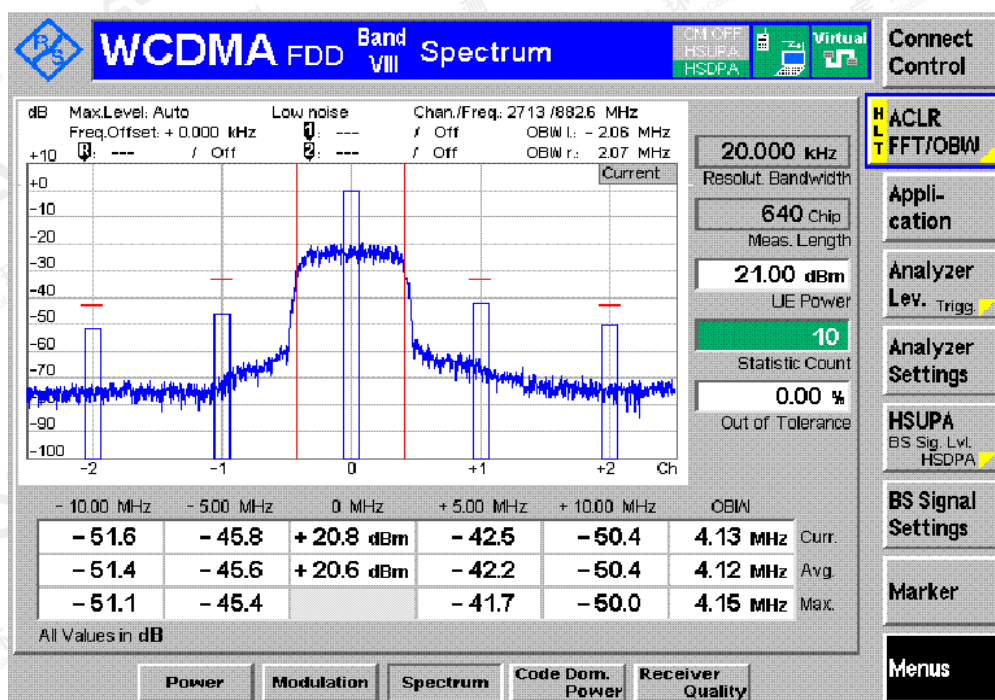 R S
WCDMA FDD Band VIII Spectrum
CM OFF
HSUPA
HSDPA
Virtual
Connect
Control
dB Max.Level: Auto Low noise Chan./Freq.: 2713 /882.6 MHz
Freq.Offset: + 0.000 kHz 1: --- / Off OBW l.: - 2.06 MHz
R: --- / Off 2: --- / Off OBW r.: 2.07 MHz
Current
+10
+0
-10
-20
-30
-40
-50
-60
-70
-90
-100
-2 -1 0 +1 +2 Ch
20.000 kHz
Resolut. Bandwidth
640 Chip
Meas. Length
21.00 dBm
UE Power
10
Statistic Count
0.00 %
Out of Tolerance
HLT
ACLR
FFT/OBW
Appli-
cation
Analyzer
Lev. Trigg.
Analyzer
Settings
HSUPA
BS Sig. Lvl.
HSDPA
BS Signal
Settings
Marker
Menus
- 10.00 MHz - 5.00 MHz 0 MHz + 5.00 MHz + 10.00 MHz OBW
- 51.6 - 45.8 + 20.8 dBm - 42.5 - 50.4 4.13 MHz Curr.
- 51.4 - 45.6 + 20.6 dBm - 42.2 - 50.4 4.12 MHz Avg.
- 51.1 - 45.4 - 41.7 - 50.0 4.15 MHz Max.
All Values in dB
Power
Modulation
Spectrum
Code Dom.
Power
Receiver
Quality